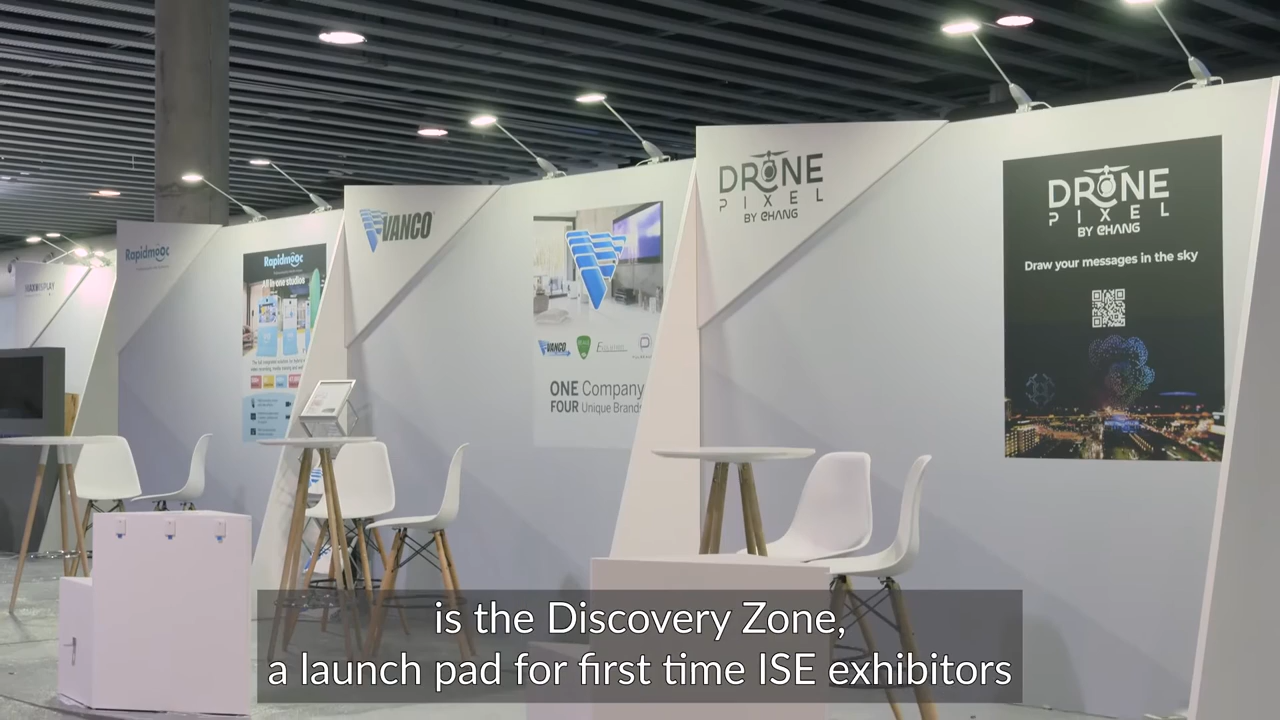 Rapidmooc
Rapidmooc
All in one studios
VANCO
VANCO
ONE Company
FOUR Unique Brands
DRONE
PIXEL
BY CHANG
DRONE
PIXEL
BY CHANG
Draw your messages in the sky
is the Discovery Zone,
a launch pad for first time ISE exhibitors